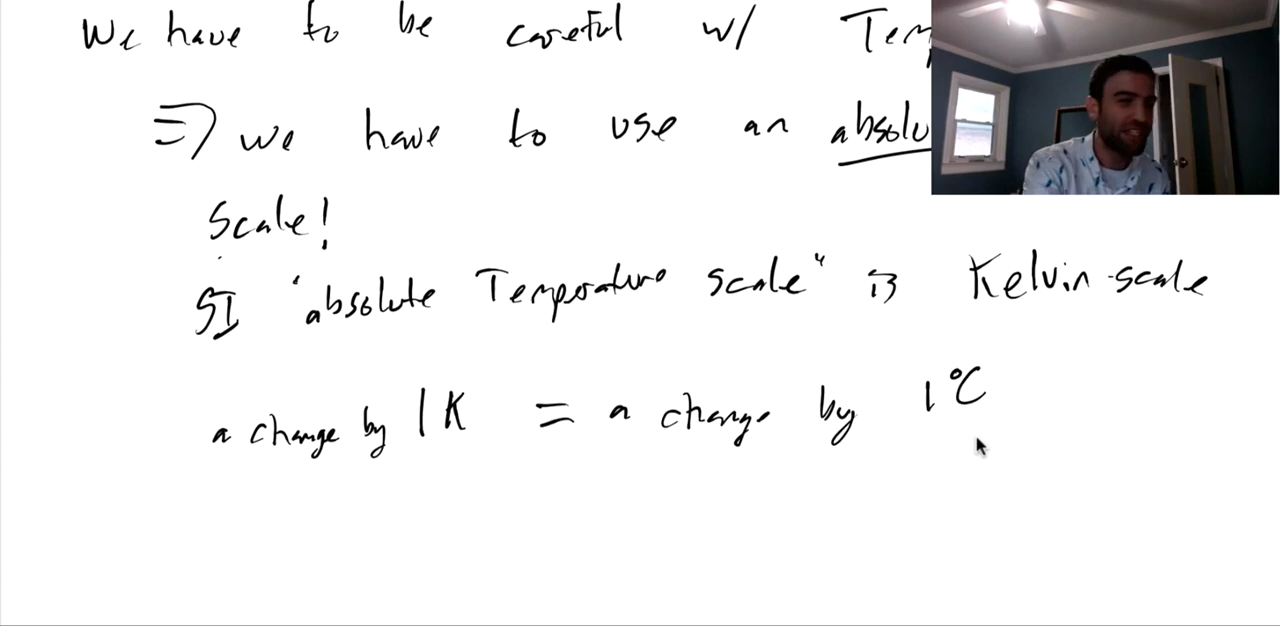 We have to be careful w/ Tem
=> we have to use an absolu
Scale!
SI "absolute Temperature scale" is Kelvin-scale
a change by 1K = a change by 1°C